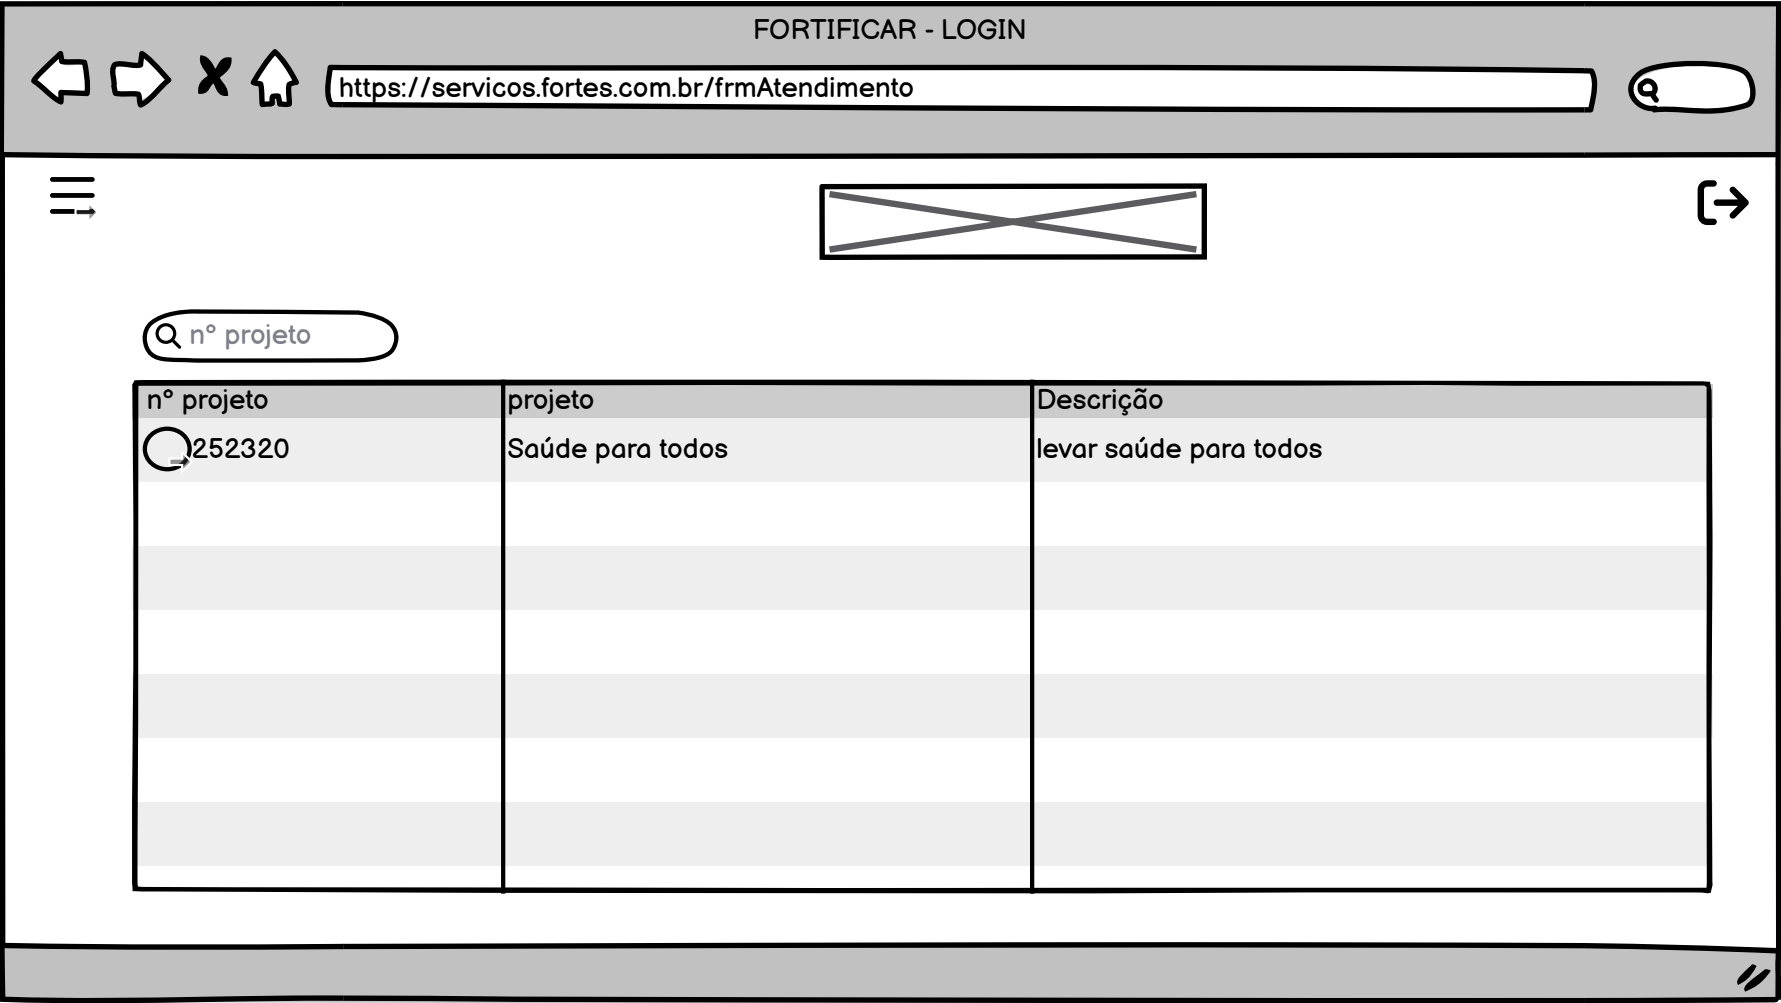 FORTIFICAR - LOGIN
https://servicos.fortes.com.br/frmAtendimento
n° projeto
n° projeto projeto Descrição
252320 Saúde para todos levar saúde para todos